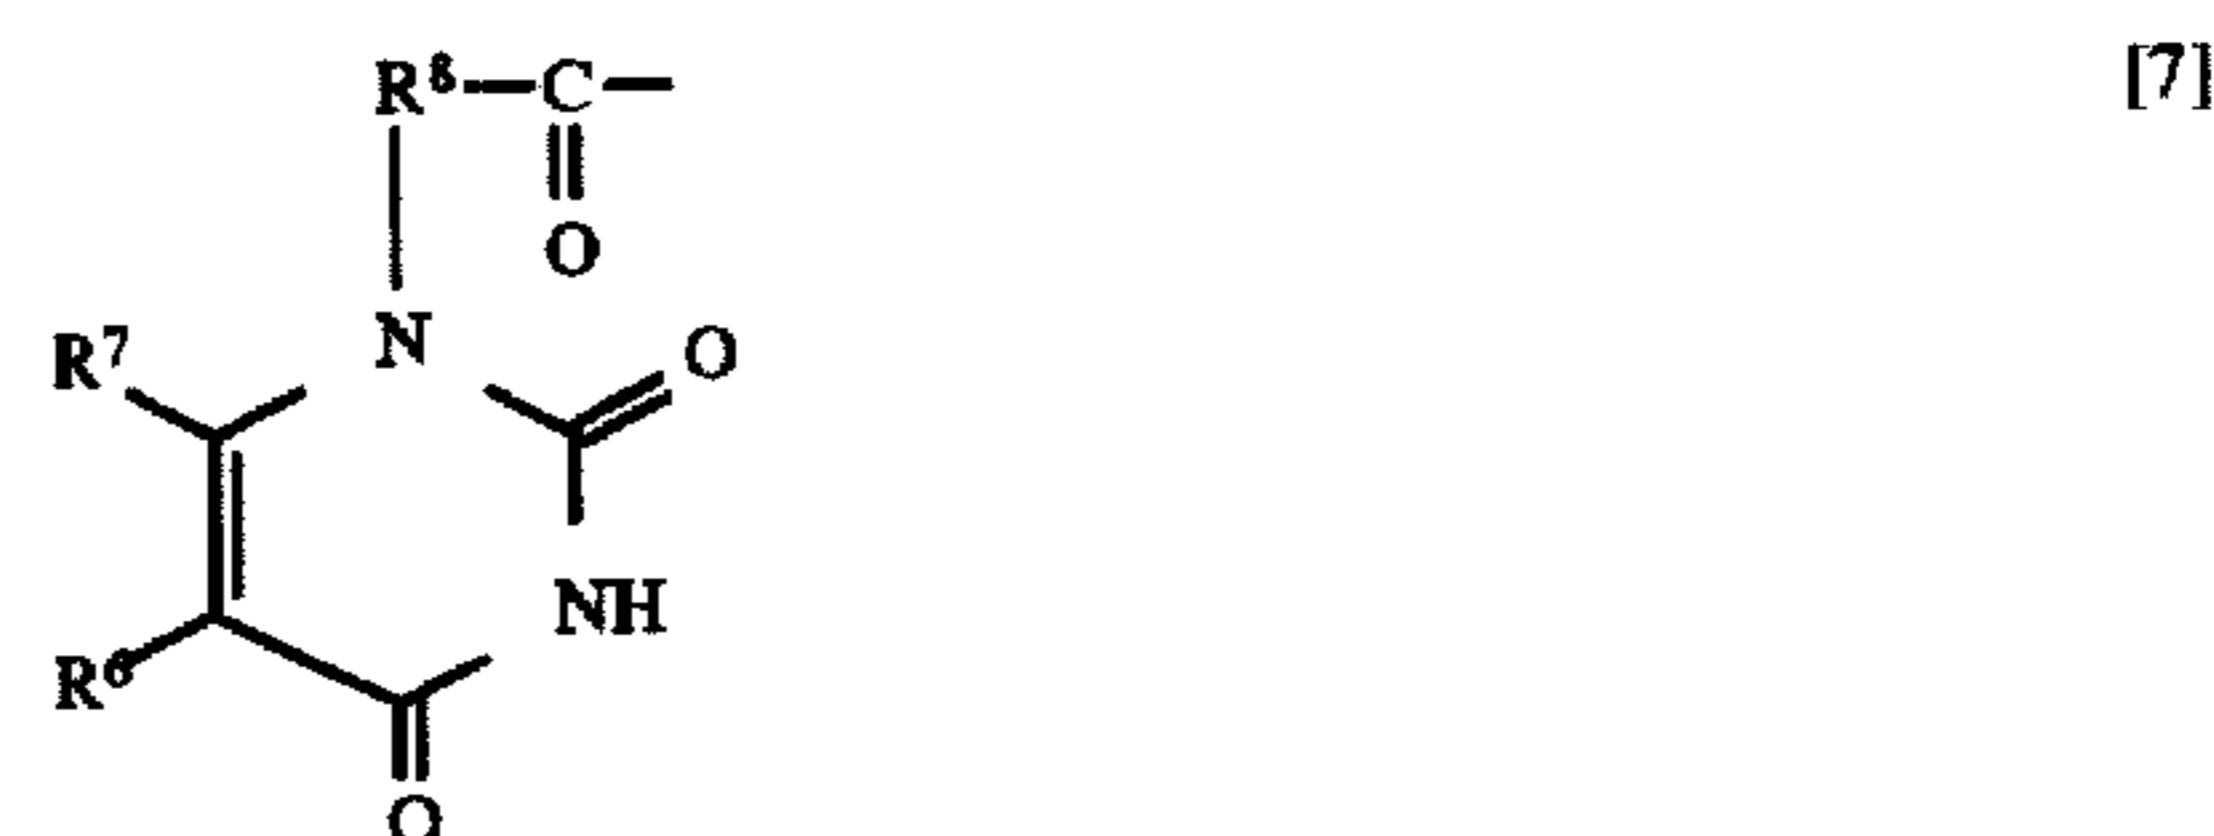 R⁸—C— [7]
O
N
R⁷ O
NH
R⁶
O